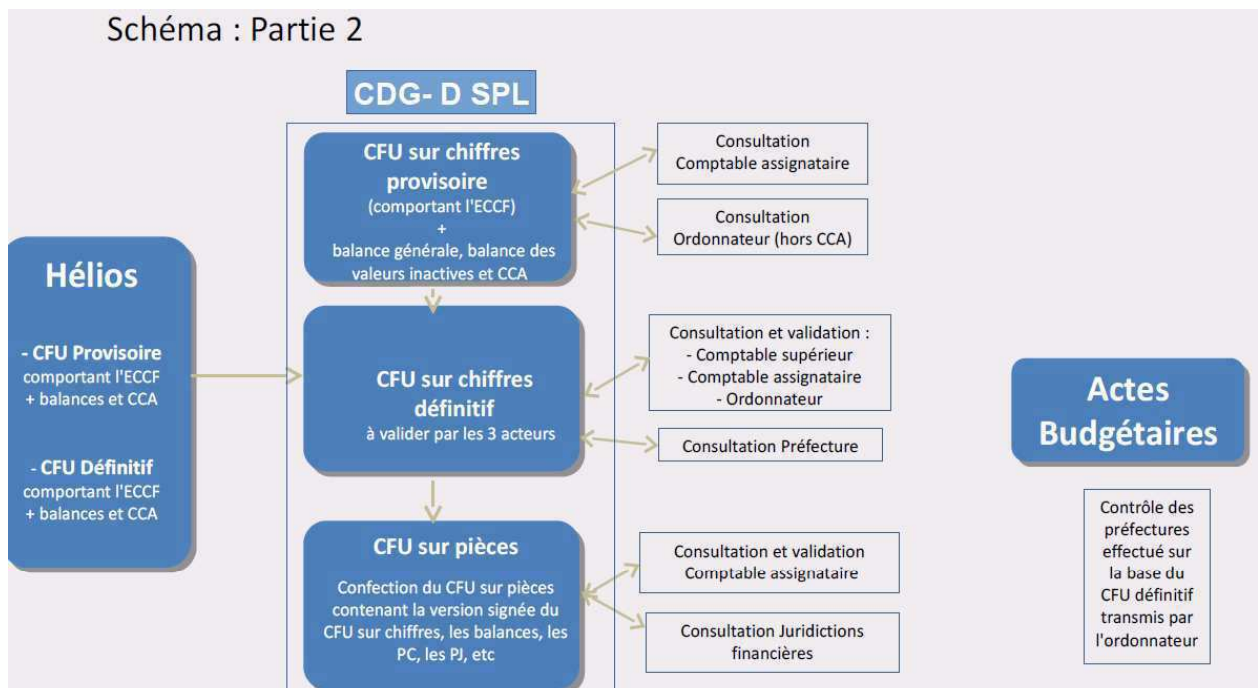 Schéma : Partie 2
CDG- D SPL
CFU sur chiffres
provisoire
(comportant l'ECCF)
+
balance générale, balance des
valeurs inactives et CCA
Consultation
Comptable assignataire
Consultation
Ordonnateur (hors CCA)
Hélios
- CFU Provisoire
comportant l'ECCF
+ balances et CCA
- CFU Définitif
comportant l'ECCF
+ balances et CCA
CFU sur chiffres
définitif
à valider par les 3 acteurs
Consultation et validation :
- Comptable supérieur
- Comptable assignataire
- Ordonnateur
Consultation Préfecture
CFU sur pièces
Confection du CFU sur pièces
contenant la version signée du
CFU sur chiffres, les balances, les
PC, les PJ, etc
Consultation et validation
Comptable assignataire
Consultation Juridictions
financières
Actes
Budgétaires
Contrôle des
préfectures
effectué sur
la base du
CFU définitif
transmis par
l'ordonnateur